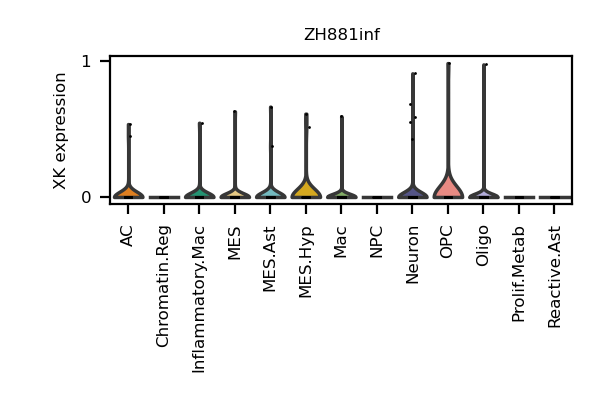 ZH881inf
XK expression
1
0
AC
Chromatin.Reg
Inflammatory.Mac
MES
MES.Ast
MES.Hyp
Mac
NPC
Neuron
OPC
Oligo
Prolif.Metab
Reactive.Ast